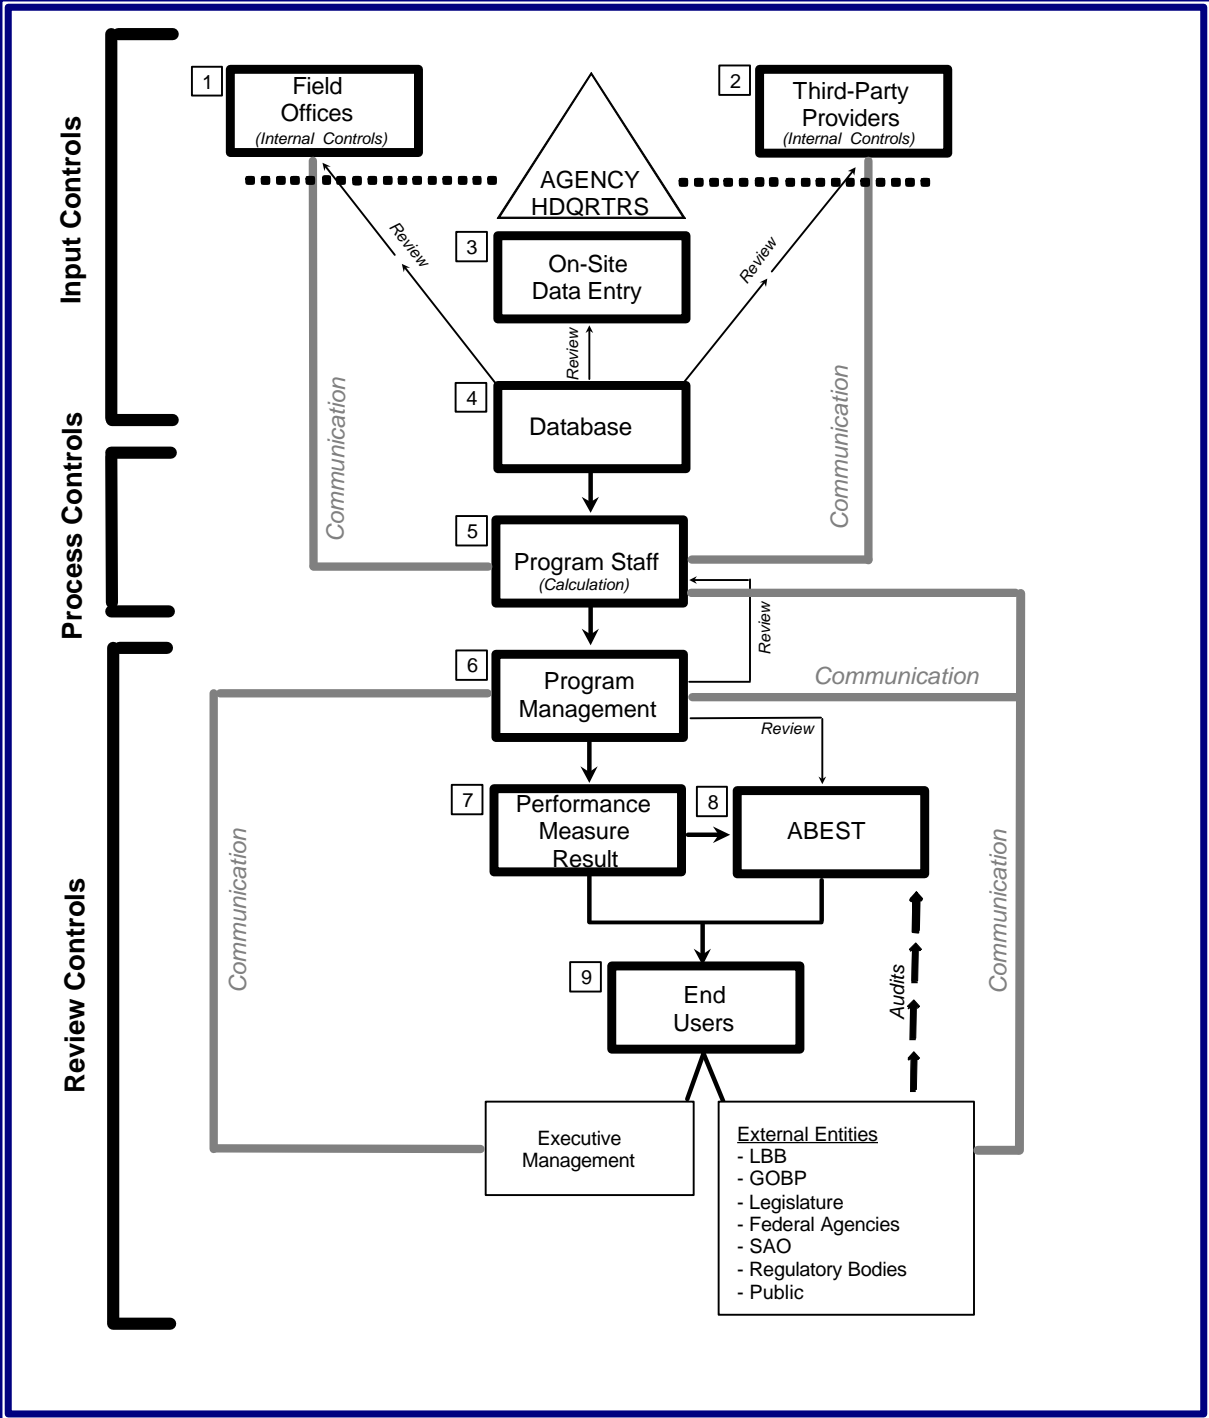 Input Controls
Process Controls
Review Controls
1
Field
Offices
(Internal Controls)
2
Third-Party
Providers
(Internal Controls)
AGENCY
HDQRTRS
3
On-Site
Data Entry
Review
Review
Review
4
Database
Communication
Communication
5
Program Staff
(Calculation)
Review
6
Program
Management
Communication
Review
7
Performance
Measure
Result
8
ABEST
Communication
Communication
Audits
9
End
Users
Executive
Management
External Entities
- LBB
- GOBP
- Legislature
- Federal Agencies
- SAO
- Regulatory Bodies
- Public